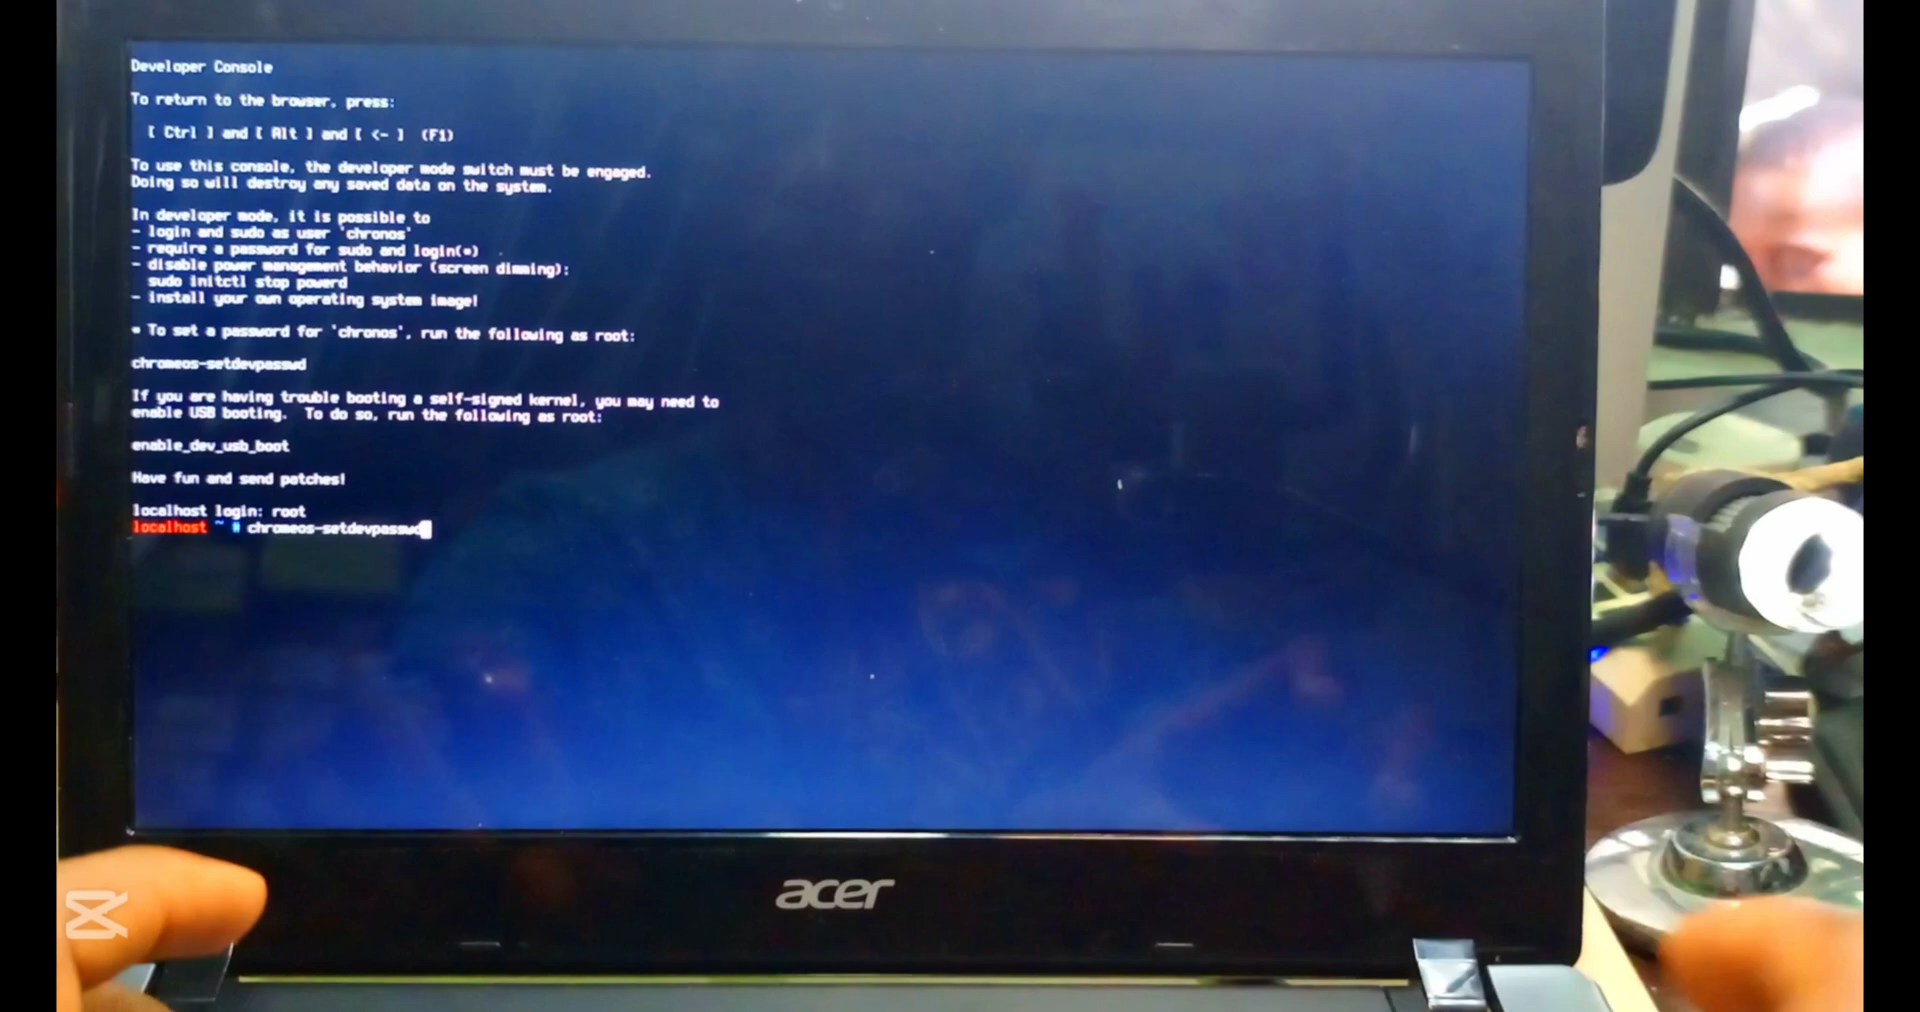 Developer Console
To return to the browser, press:
[ Ctrl ] and [ Alt ] and [ <- ] (F1)
To use this console, the developer mode switch must be engaged.
Doing so will destroy any saved data on the system.
In developer mode, it is possible to
- login and sudo as user 'chronos'
- require a password for sudo and login(*)
- disable power management behavior (screen dimming):
sudo initctl stop powerd
- install your own operating system image!
* To set a password for 'chronos', run the following as root:
chromeos-setdevpasswd
If you are having trouble booting a self-signed kernel, you may need to
enable USB booting. To do so, run the following as root:
enable_dev_usb_boot
Have fun and send patches!
localhost login: root
localhost ~ # chromeos-setdevpasswd
acer